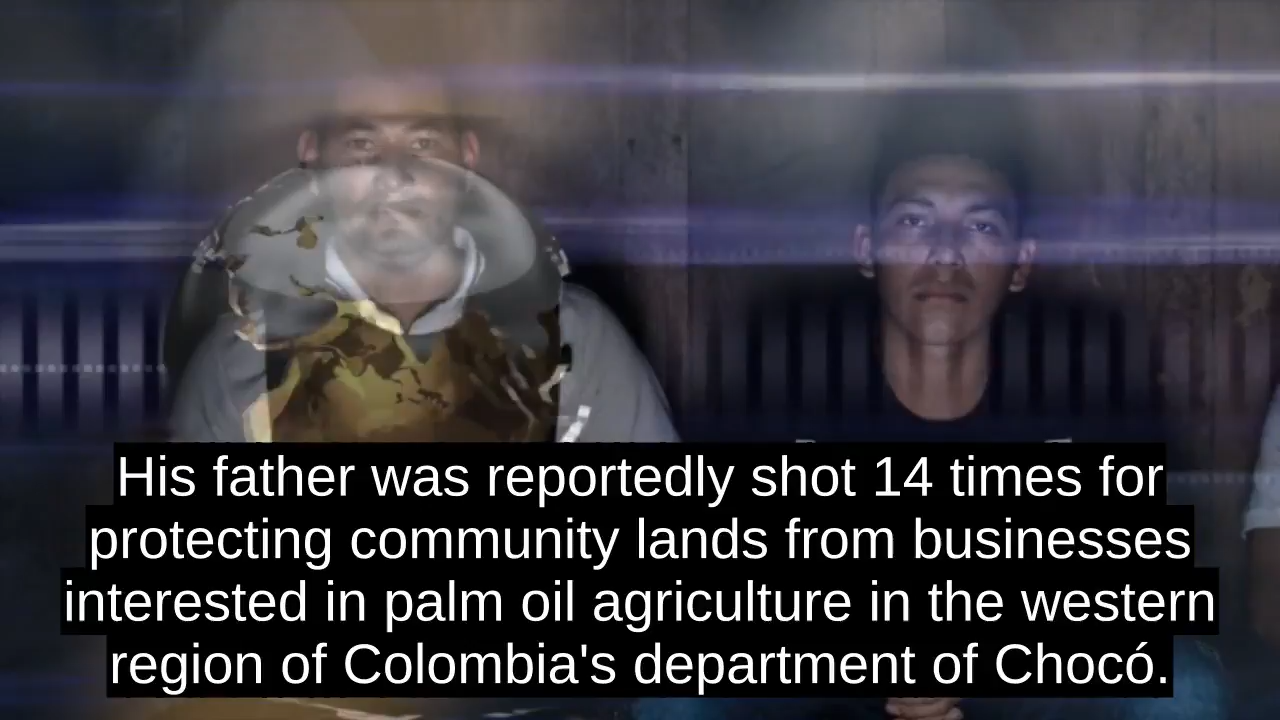 His father was reportedly shot 14 times for
protecting community lands from businesses
interested in palm oil agriculture in the western
region of Colombia's department of Chocó.